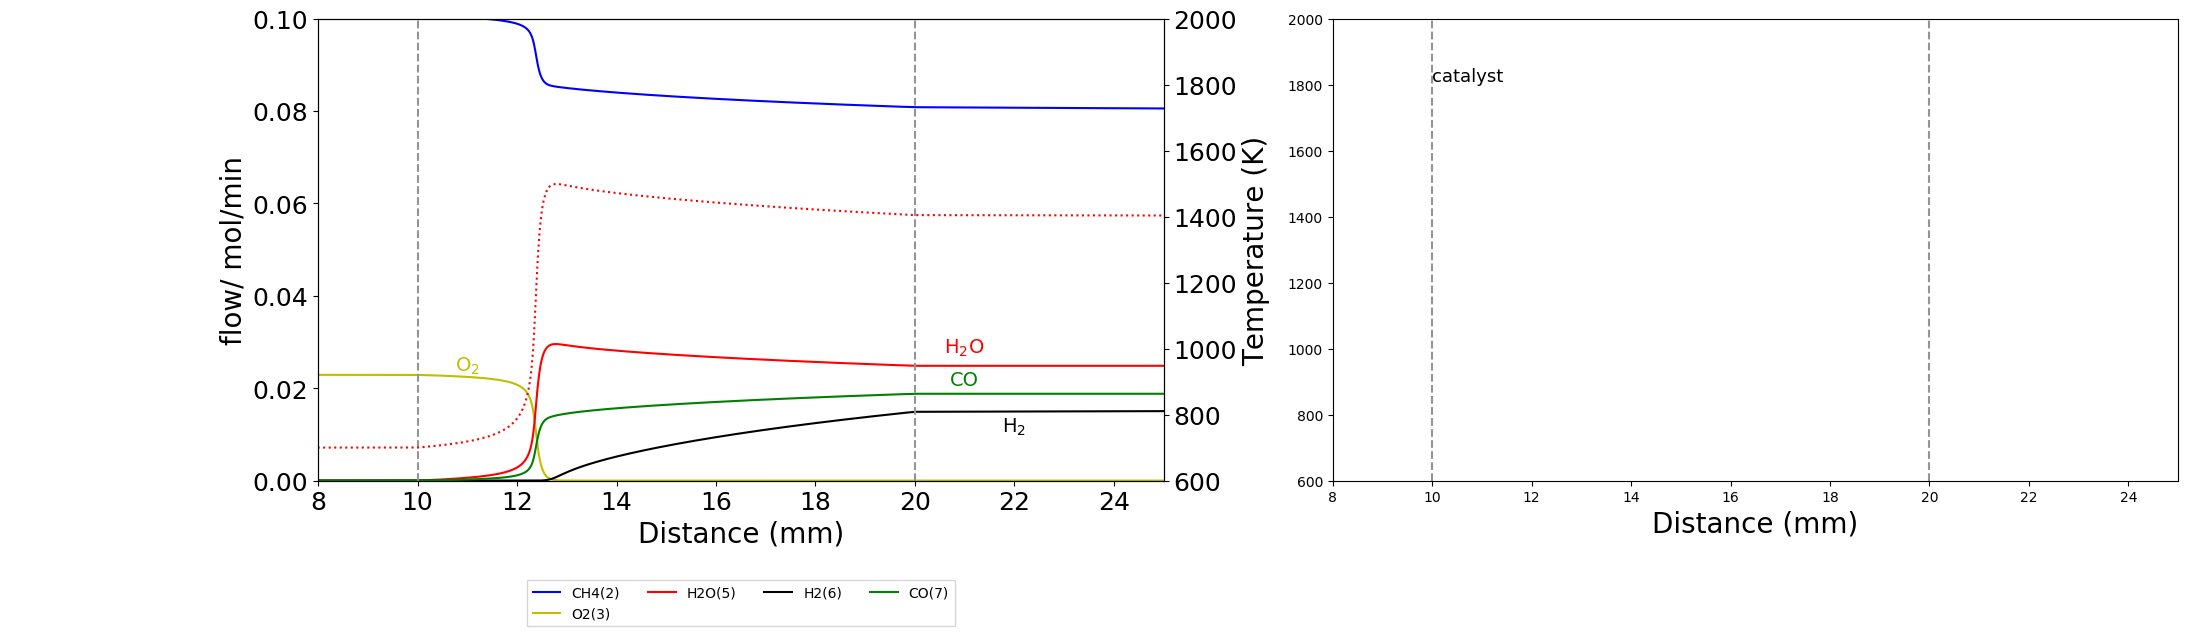 0.10
0.08
0.06
0.04
0.02
0.00
flow/ mol/min
8 10 12 14 16 18 20 22 24
Distance (mm)
2000
1800
1600
1400
1200
1000
800
600
Temperature (K)
O2
H2O
CO
H2
CH4(2) H2O(5) H2(6) CO(7)
O2(3)
2000
1800
1600
1400
1200
1000
800
600
catalyst
8 10 12 14 16 18 20 22 24
Distance (mm)